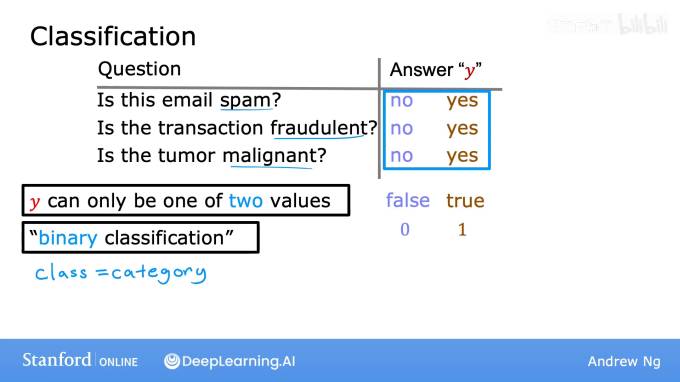 Classification
Question Answer “y”
Is this email spam? no yes
Is the transaction fraudulent? no yes
Is the tumor malignant? no yes
y can only be one of two values false true
“binary classification” 0 1
class = category
Stanford ONLINE DeepLearning.AI Andrew Ng
bilibili